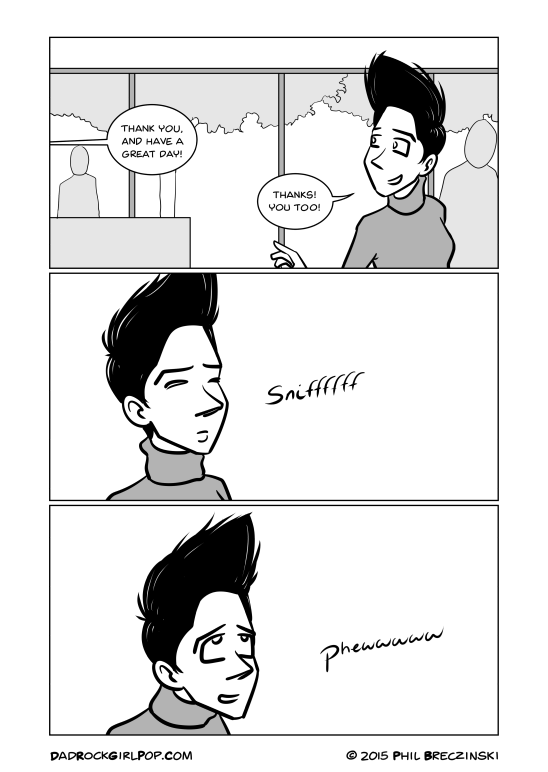 THANK YOU,
AND HAVE A
GREAT DAY!
THANKS!
YOU TOO!
Sniffffff
Phewwwww
DADROCKGIRLPOP.COM
© 2015 PHIL BRECZINSKI